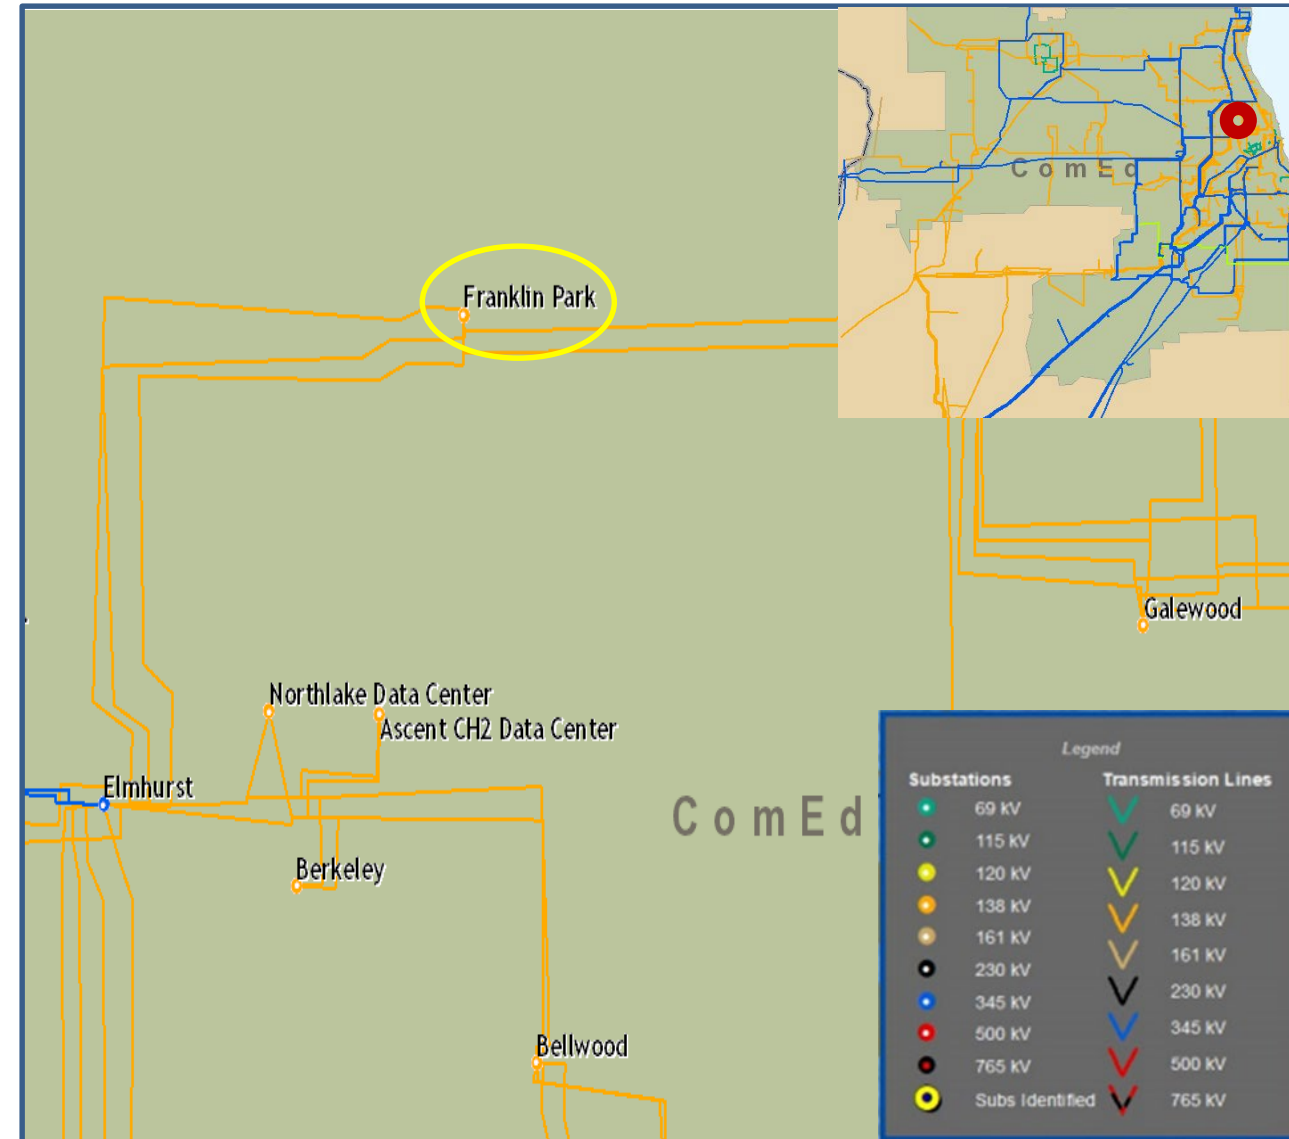 ComEd
Franklin Park
Galewood
Northlake Data Center
Ascent CH2 Data Center
Elmhurst
ComEd
Berkeley
Bellwood
Legend
Substations
Transmission Lines
69 kV
69 kV
115 kV
115 kV
120 kV
120 kV
138 kV
138 kV
161 kV
161 kV
230 kV
230 kV
345 kV
345 kV
500 kV
500 kV
765 kV
765 kV
Subs Identified